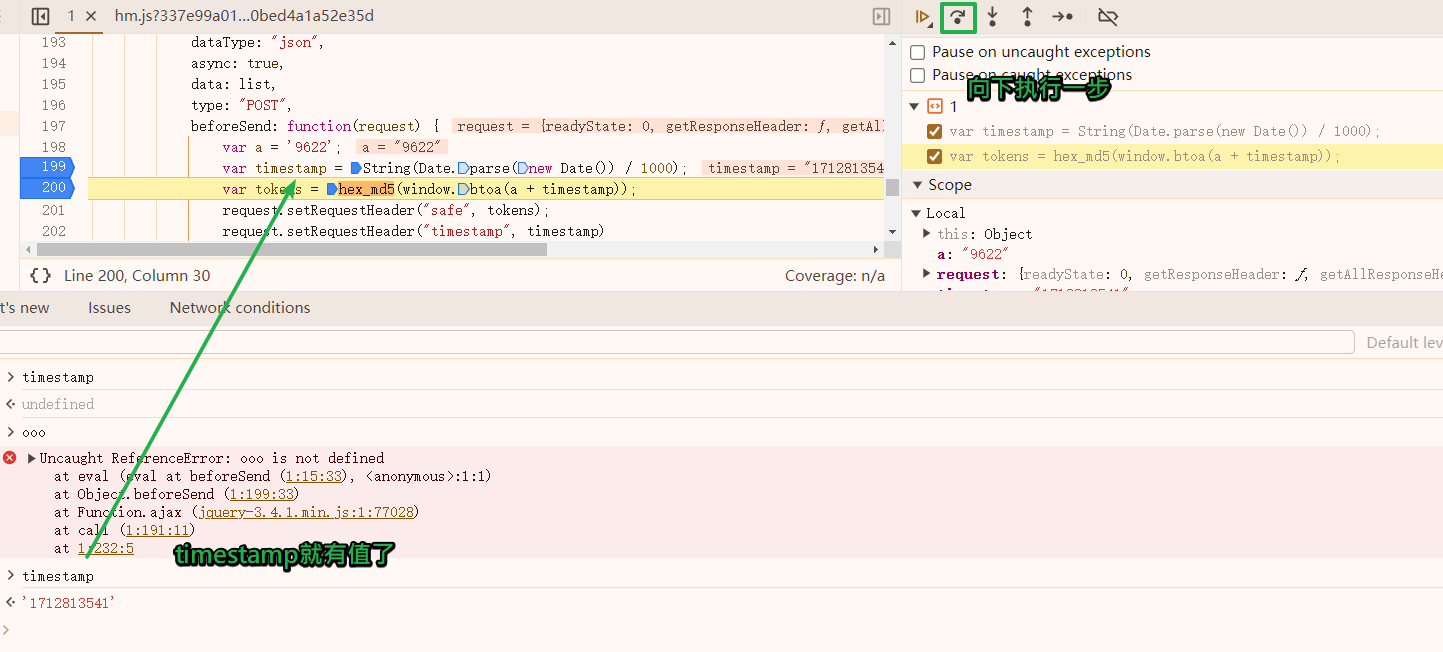 1 × hm.js?337e99a01...0bed4a1a52e35d
193 dataType: "json",
194 async: true,
195 data: list,
196 type: "POST",
197 beforeSend: function(request) { request = {readyState: 0, getResponseHeader: ƒ, getAll
198 var a = '9622'; a = "9622"
199 var timestamp = String(Date.parse(new Date()) / 1000); timestamp = "171281354
200 var tokens = hex_md5(window.btoa(a + timestamp));
201 request.setRequestHeader("safe", tokens);
202 request.setRequestHeader("timestamp", timestamp)
{} Line 200, Column 30 Coverage: n/a
Pause on uncaught exceptions
Pause on caught exceptions
向下执行一步
1
var timestamp = String(Date.parse(new Date()) / 1000);
var tokens = hex_md5(window.btoa(a + timestamp));
Scope
Local
this: Object
a: "9622"
request: {readyState: 0, getResponseHeader: ƒ, getAllResponseHe
t's new Issues Network conditions
Default lev
> timestamp
undefined
> ooo
Uncaught ReferenceError: ooo is not defined
at eval (eval at beforeSend (1:15:33), <anonymous>:1:1)
at Object.beforeSend (1:199:33)
at Function.ajax (jquery-3.4.1.min.js:1:77028)
at call (1:191:11)
at 1:232:5
timestamp就有值了
> timestamp
'1712813541'
>